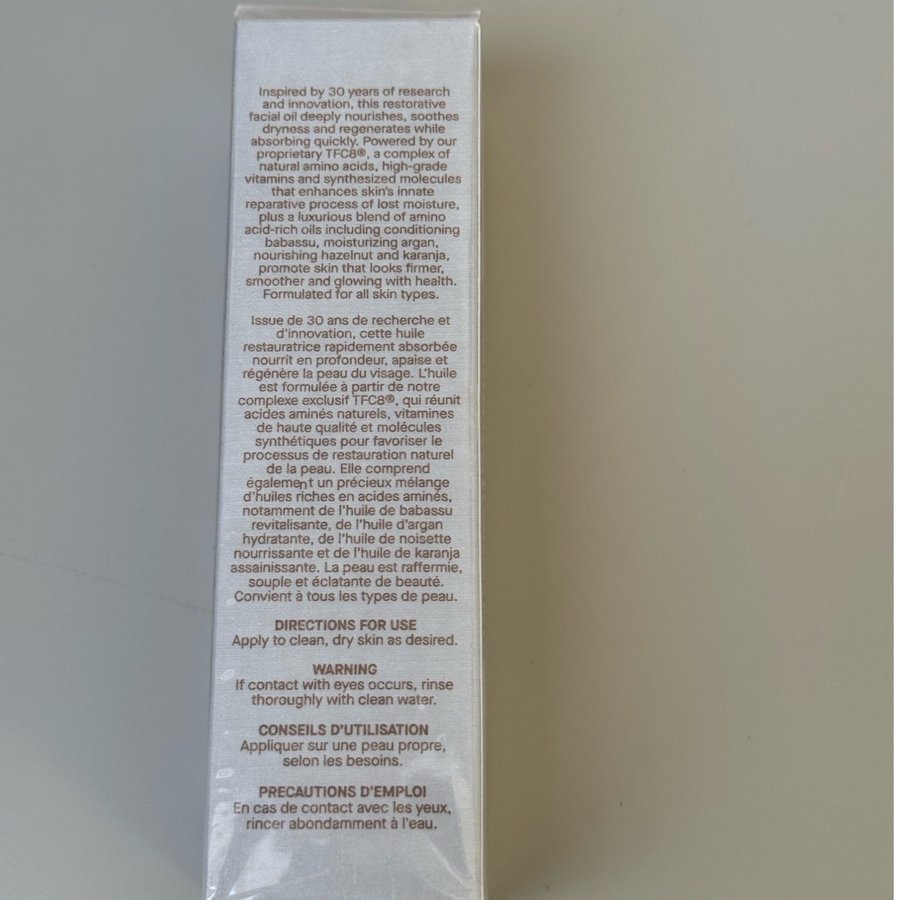 Inspired by 30 years of research
and innovation, this restorative
facial oil deeply nourishes, soothes
dryness and regenerates while
absorbing quickly. Powered by our
proprietary TFC8®, a complex of
natural amino acids, high-grade
vitamins and synthesized molecules
that enhances skin's innate
reparative process of lost moisture,
plus a luxurious blend of amino
acid-rich oils including conditioning
babassu, moisturizing argan,
nourishing hazelnut and karanja,
promote skin that looks firmer,
smoother and glowing with health.
Formulated for all skin types.
Issue de 30 ans de recherche et
d'innovation, cette huile
restauratrice rapidement absorbée
nourrit en profondeur, apaise et
régénère la peau du visage. L'huile
est formulée à partir de notre
complexe exclusif TFC8®, qui réunit
acides aminés naturels, vitamines
de haute qualité et molécules
synthétiques pour favoriser le
processus de restauration naturel
de la peau. Elle comprend
également un précieux mélange
d'huiles riches en acides aminés,
notamment de l'huile de babassu
revitalisante, de l'huile d'argan
hydratante, de l'huile de noisette
nourrissante et de l'huile de karanja
assainissante. La peau est raffermie,
souple et éclatante de beauté.
Convient à tous les types de peau.
DIRECTIONS FOR USE
Apply to clean, dry skin as desired.
WARNING
If contact with eyes occurs, rinse
thoroughly with clean water.
CONSEILS D'UTILISATION
Appliquer sur une peau propre,
selon les besoins.
PRECAUTIONS D'EMPLOI
En cas de contact avec les yeux,
rincer abondamment à l'eau.